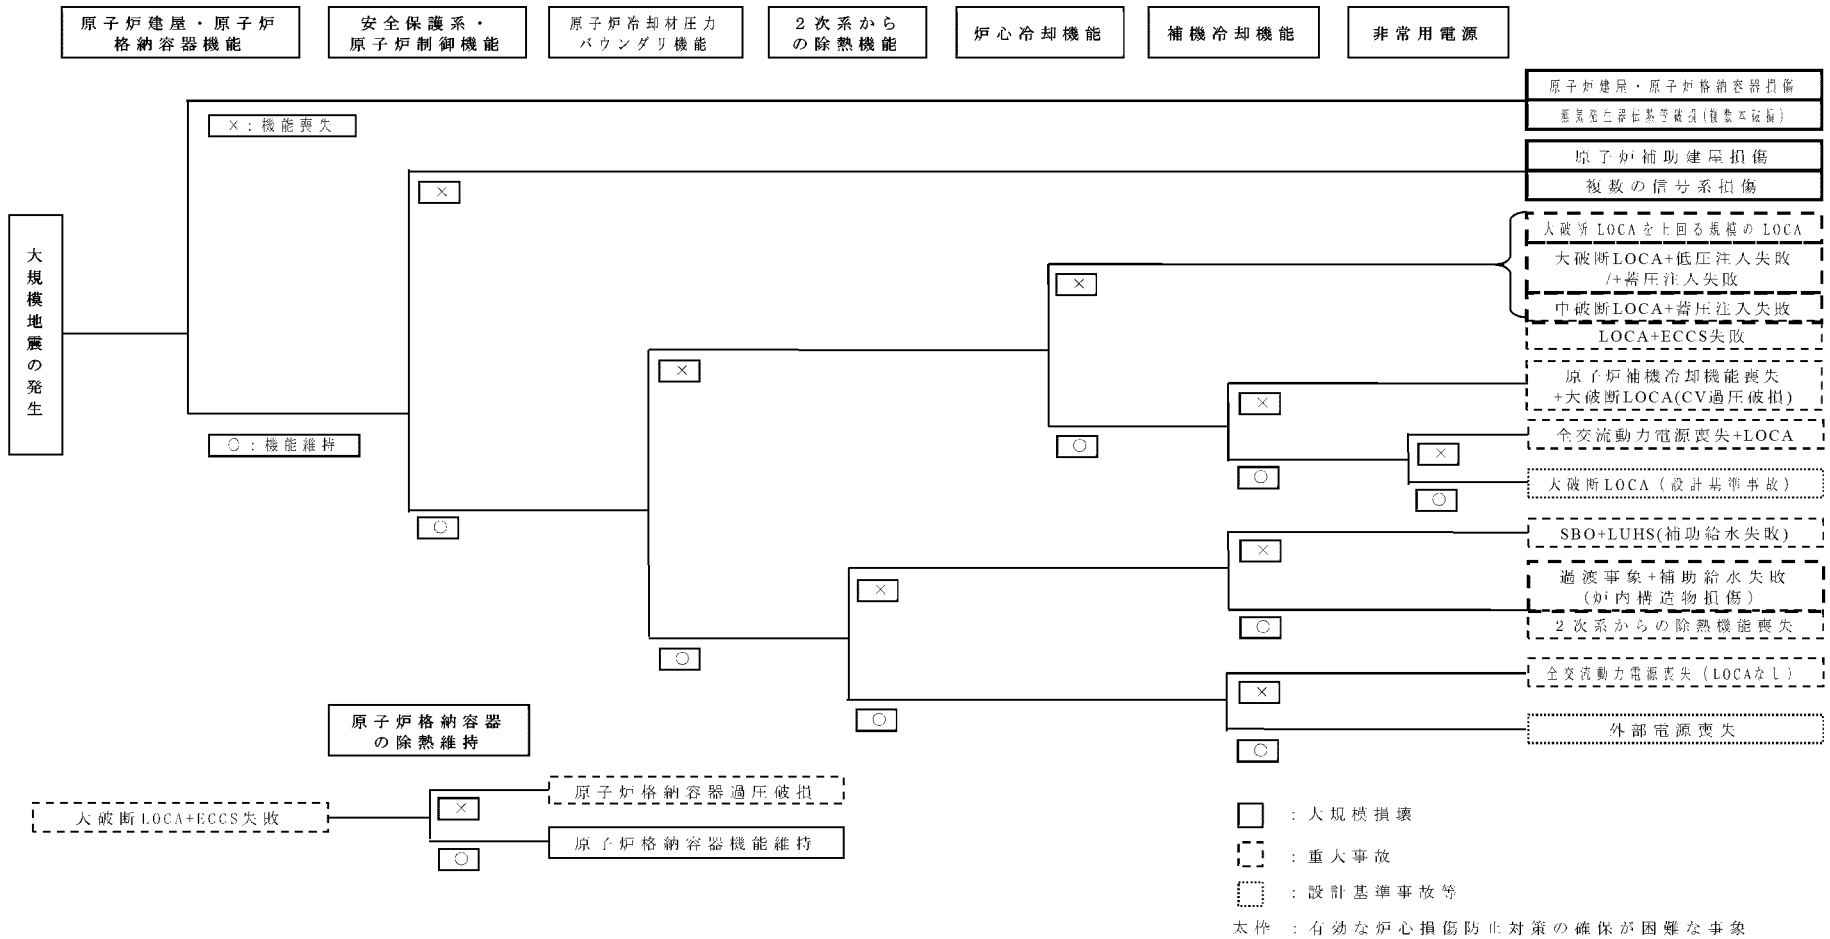 原子炉建屋・原子炉
格納容器機能
安全保護系・
原子炉制御機能
原子炉冷却材圧力
バウンダリ機能
2次系から
の除熱機能
炉心冷却機能
補機冷却機能
非常用電源
原子炉建屋・原子炉格納容器損傷
蒸気発生器伝熱管破損(複数本破損)
×:機能喪失
原子炉補助建屋損傷
複数の信号系損傷
×
大規模地震の発生
大破断LOCAを上回る規模のLOCA
大破断LOCA+低圧注入失敗
/+蓄圧注入失敗
中破断LOCA+蓄圧注入失敗
LOCA+ECCS失敗
×
×
原子炉補機冷却機能喪失
+大破断LOCA(CV過圧破損)
×
○:機能維持
○
全交流動力電源喪失+LOCA
×
○
大破断LOCA(設計基準事故)
○
○
SBO+LUHS(補助給水失敗)
×
×
過渡事象+補助給水失敗
(炉内構造物損傷)
2次系からの除熱機能喪失
○
○
全交流動力電源喪失(LOCAなし)
×
○
外部電源喪失
○
原子炉格納容器
の除熱維持
大破断LOCA+ECCS失敗
×
原子炉格納容器過圧破損
○
原子炉格納容器機能維持
:大規模損壊
:重大事故
:設計基準事故等
太枠 :有効な炉心損傷防止対策の確保が困難な事象